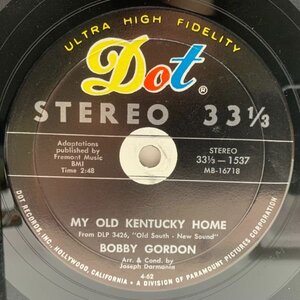 ULTRA HIGH FIDELITY
Dot
®
STEREO 33⅓
Adaptations
published by
Fremont Music
BMI
Time 2:48
STEREO
33⅓-1537
MB-16718
MY OLD KENTUCKY HOME
From DLP 3426, "Old South - New Sound"
BOBBY GORDON
Arr. & Cond. by
Joseph Darmanin
4-62
DOT RECORDS, INC., HOLLYWOOD, CALIFORNIA • A DIVISION OF PARAMOUNT PICTURES CORP.